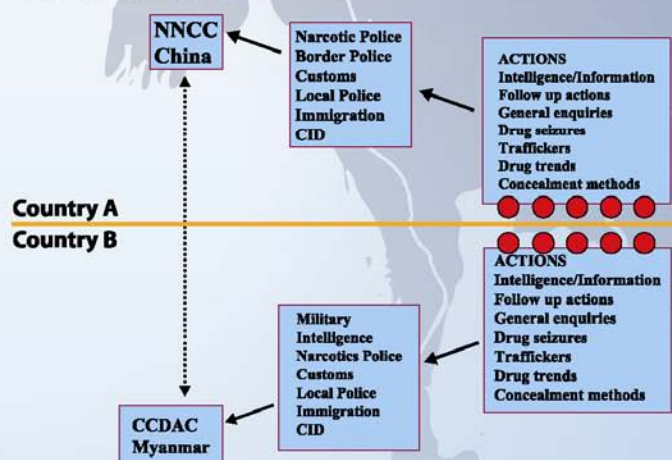 NNCC
China
Narcotic Police
Border Police
Customs
Local Police
Immigration
CID
ACTIONS
Intelligence/Information
Follow up actions
General enquiries
Drug seizures
Traffickers
Drug trends
Concealment methods
Country A
Country B
ACTIONS
Intelligence/Information
Follow up actions
General enquiries
Drug seizures
Traffickers
Drug trends
Concealment methods
Military
Intelligence
Narcotics Police
Customs
Local Police
Immigration
CID
CCDAC
Myanmar